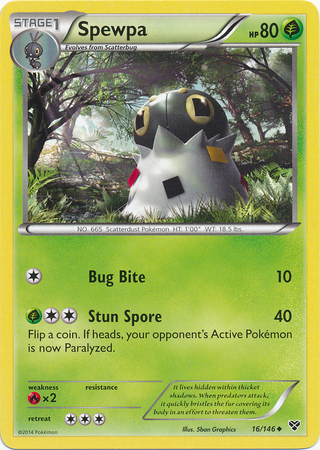 STAGE1
Spewpa
HP80
Evolves from Scatterbug
NO. 665 Scatterdust Pokémon HT: 1'00" WT: 18.5 lbs.
Bug Bite 10
Stun Spore 40
Flip a coin. If heads, your opponent's Active Pokémon
is now Paralyzed.
weakness resistance
×2
retreat
It lives hidden within thicket
shadows. When predators attack,
it quickly bristles the fur covering its
body in an effort to threaten them.
©2014 Pokémon
Illus. 5ban Graphics
16/146
XY